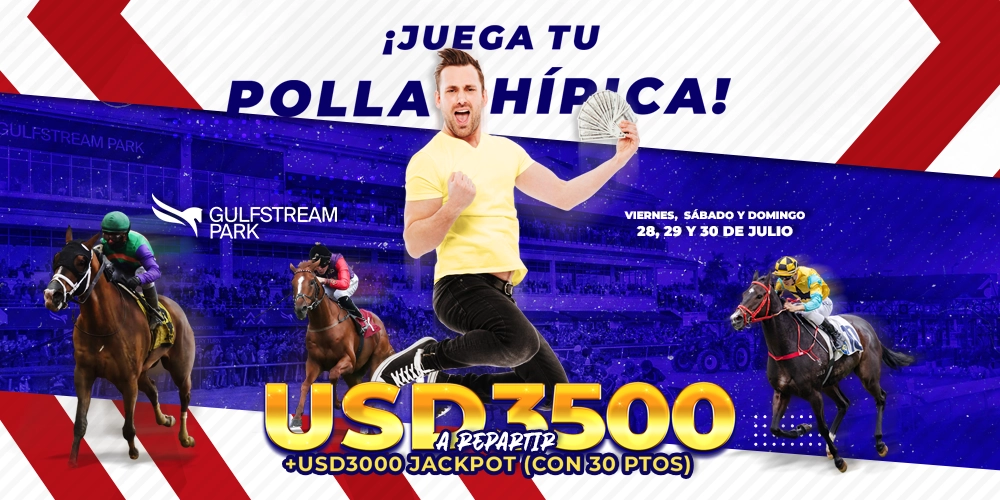 ¡JUEGA TU
POLLA HÍPICA!
GULFSTREAM PARK
GULFSTREAM
PARK
VIERNES, SÁBADO Y DOMINGO
28, 29 Y 30 DE JULIO
USD3500
A REPARTIR
+USD3000 JACKPOT (CON 30 PTOS)